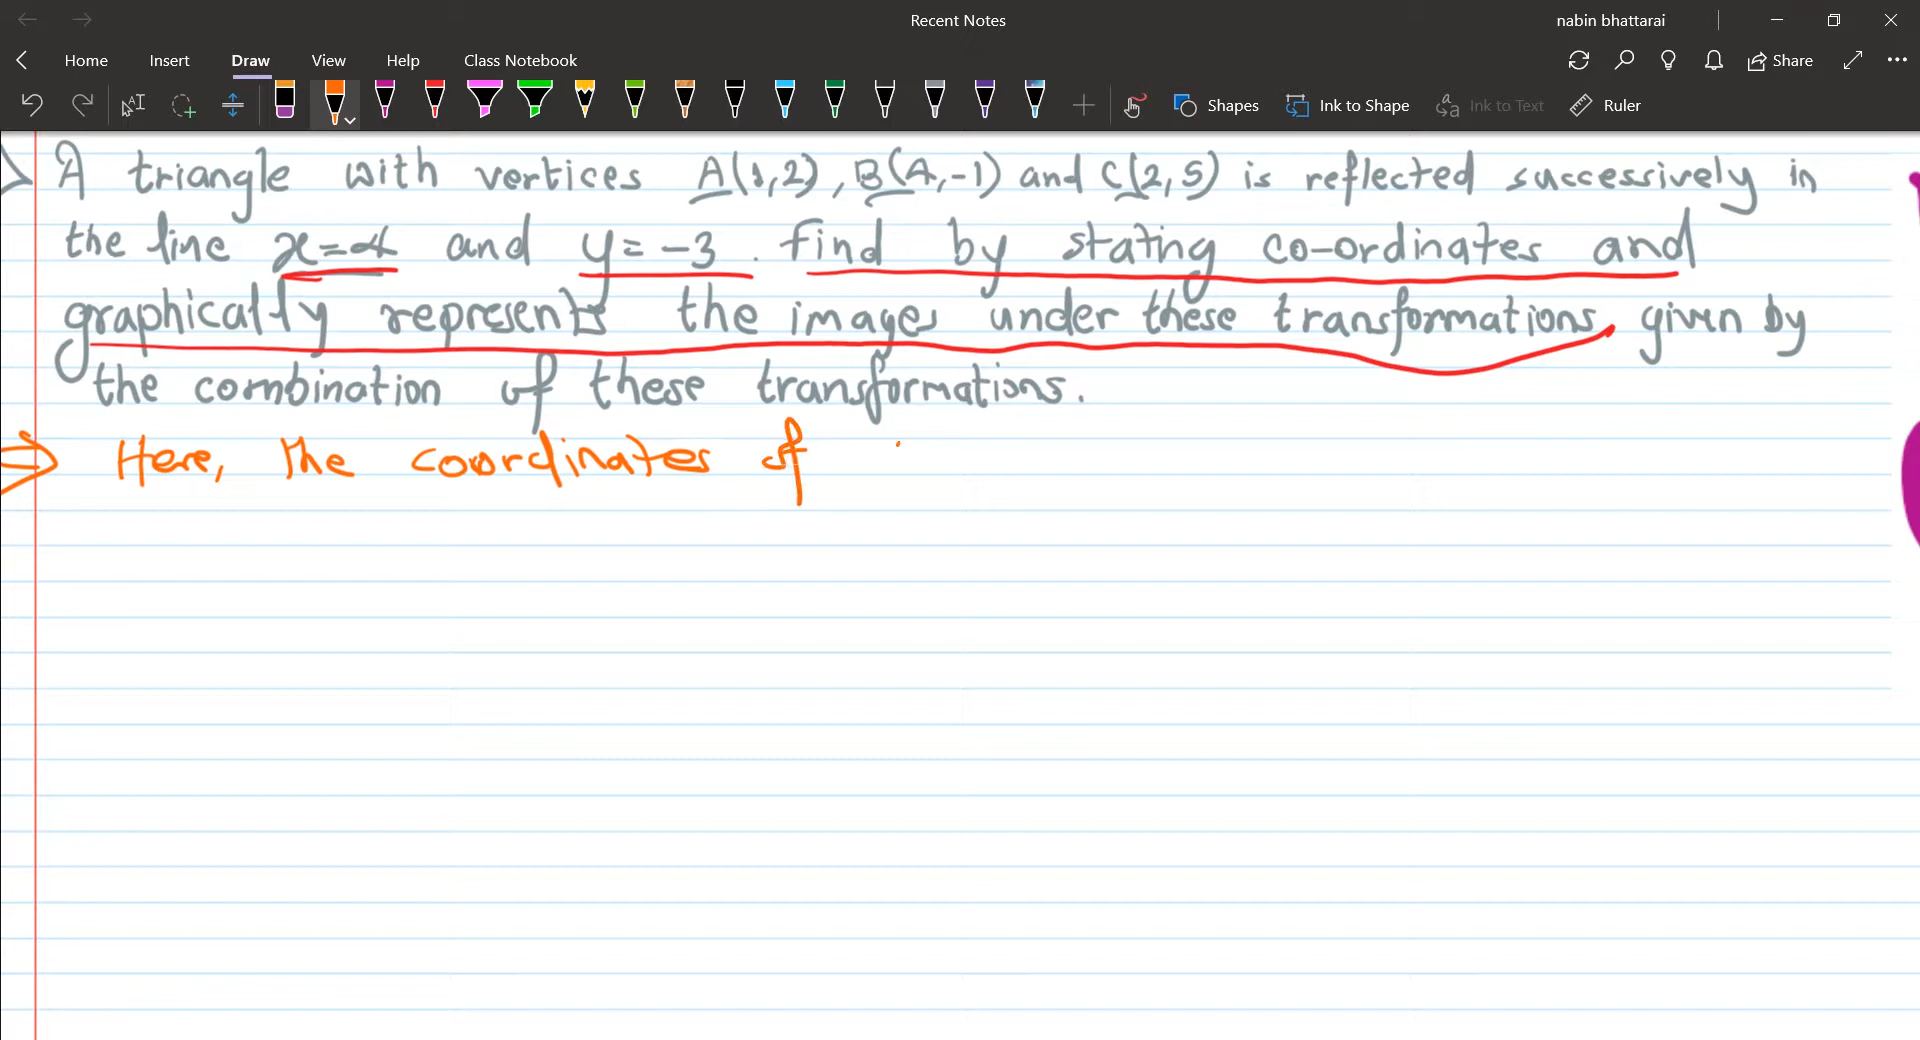 Recent Notes
nabin bhattarai
Home Insert Draw View Help Class Notebook
Share
Shapes Ink to Shape Ink to Text Ruler
A triangle with vertices A(1,2), B(4,-1) and C(2,5) is reflected successively in
the line x=4 and y=-3. Find by stating co-ordinates and
graphically represents the images under these transformations, given by
the combination of these transformations.
⇒ Here, the coordinates of